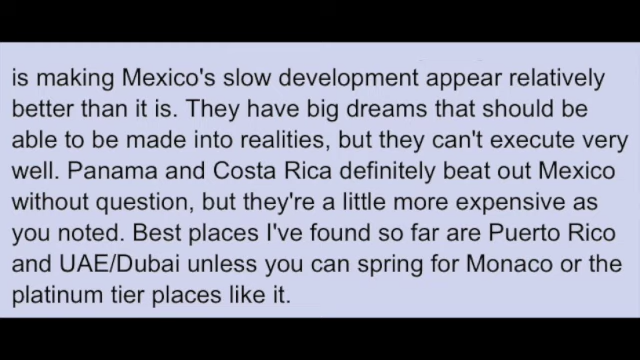 is making Mexico's slow development appear relatively
better than it is. They have big dreams that should be
able to be made into realities, but they can't execute very
well. Panama and Costa Rica definitely beat out Mexico
without question, but they're a little more expensive as
you noted. Best places I've found so far are Puerto Rico
and UAE/Dubai unless you can spring for Monaco or the
platinum tier places like it.